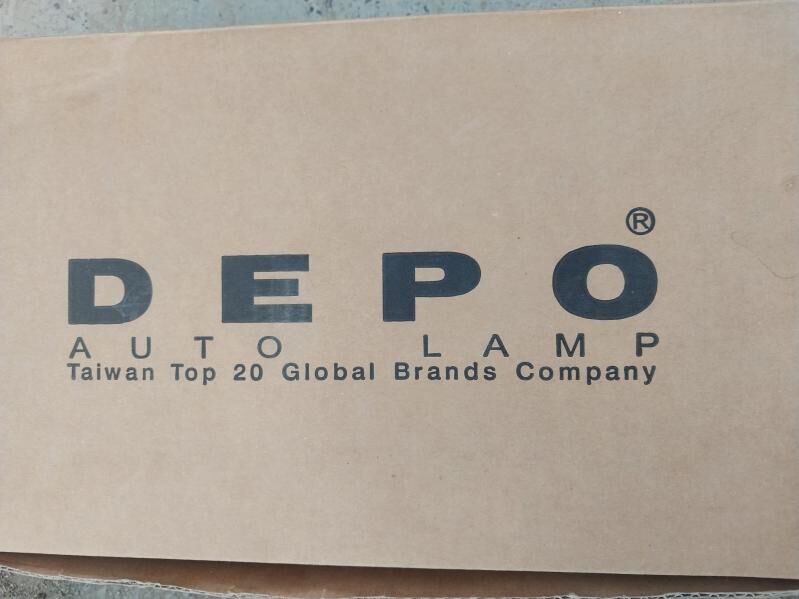 DEPO®
AUTO LAMP
Taiwan Top 20 Global Brands Company